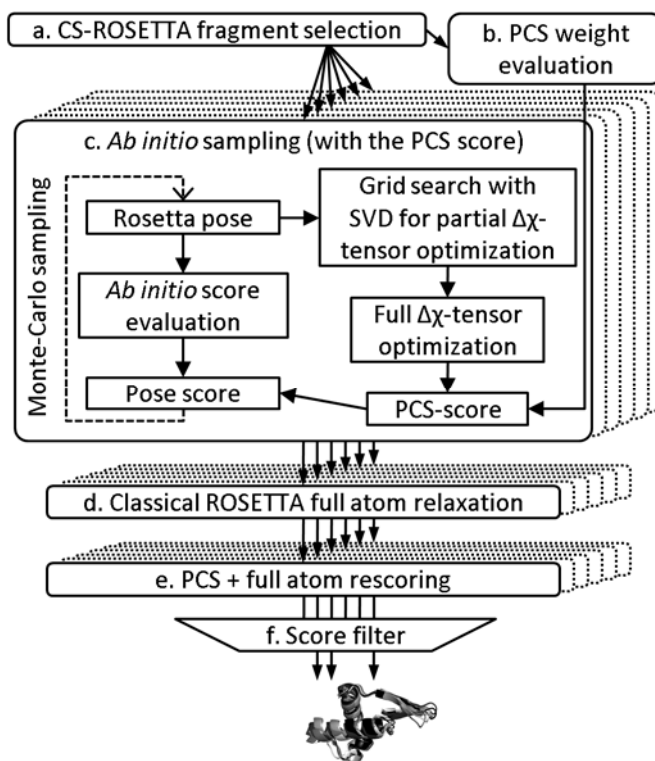 a. CS-ROSETTA fragment selection
b. PCS weight
evaluation
c. Ab initio sampling (with the PCS score)
Monte-Carlo sampling
Rosetta pose
Grid search with
SVD for partial Δχ-
tensor optimization
Ab initio score
evaluation
Full Δχ-tensor
optimization
Pose score
PCS-score
d. Classical ROSETTA full atom relaxation
e. PCS + full atom rescoring
f. Score filter